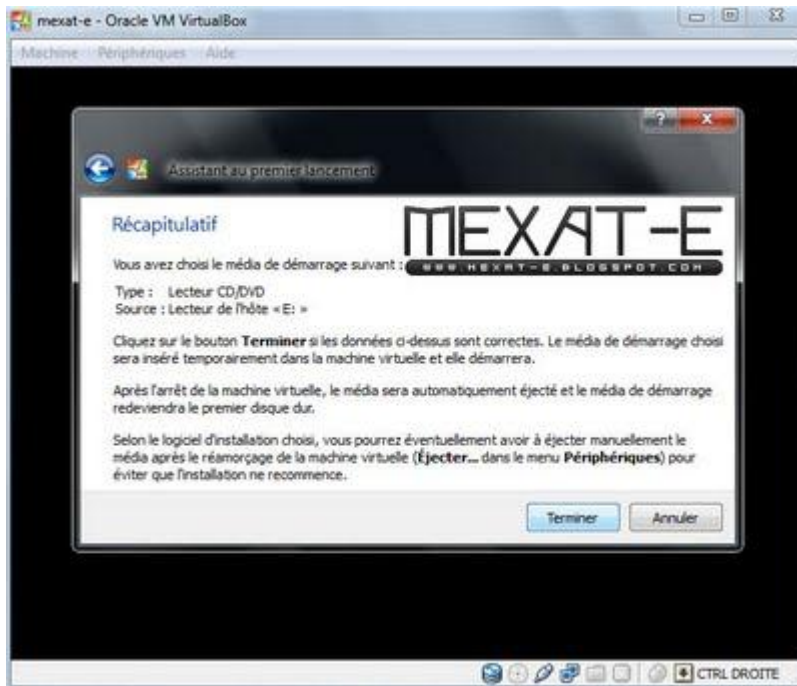 mexat-e - Oracle VM VirtualBox
Machine Périphériques Aide
Assistant au premier lancement
Récapitulatif
MEXAT-E
WWW.MEXAT-E.BLOGSPOT.COM
Vous avez choisi le média de démarrage suivant :
Type : Lecteur CD/DVD
Source : Lecteur de l'hôte « E: »
Cliquez sur le bouton Terminer si les données ci-dessus sont correctes. Le média de démarrage choisi
sera inséré temporairement dans la machine virtuelle et elle démarrera.
Après l'arrêt de la machine virtuelle, le média sera automatiquement éjecté et le média de démarrage
redeviendra le premier disque dur.
Selon le logiciel d'installation choisi, vous pourrez éventuellement avoir à éjecter manuellement le
média après le réamorçage de la machine virtuelle (Éjecter... dans le menu Périphériques) pour
éviter que l'installation ne recommence.
Terminer Annuler
CTRL DROITE